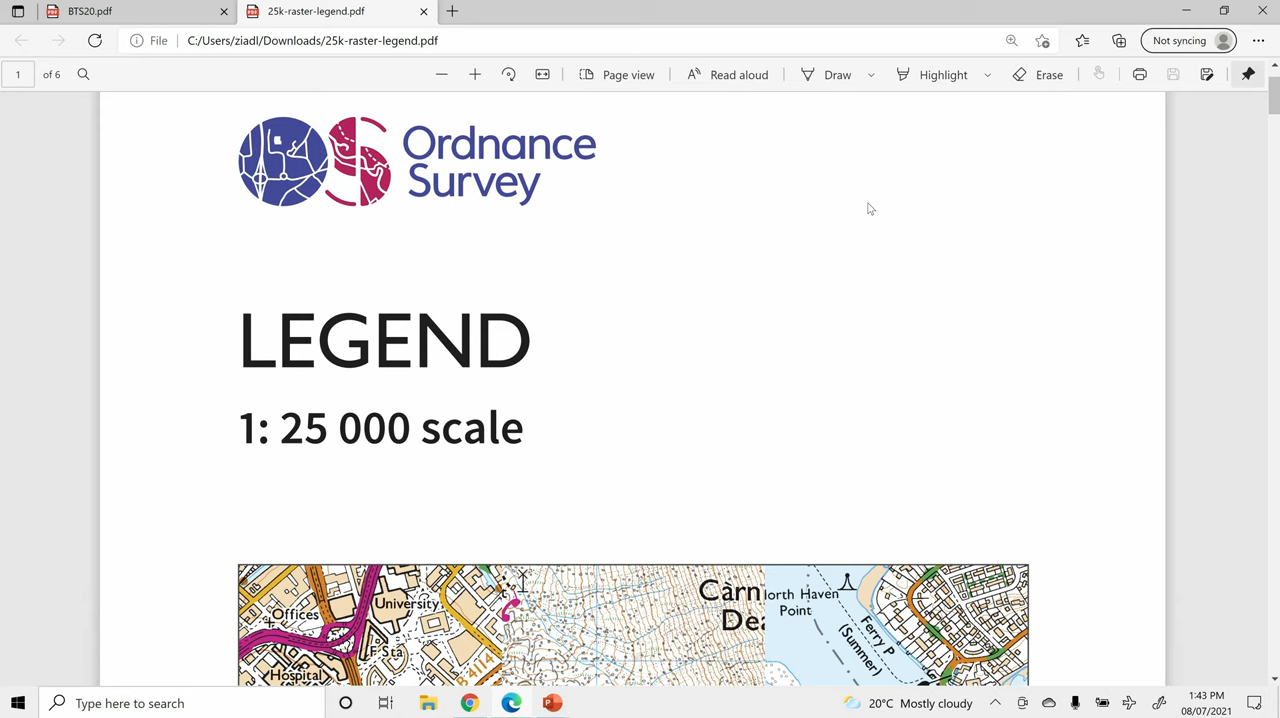 BTS20.pdf
25k-raster-legend.pdf
File
C:/Users/ziadl/Downloads/25k-raster-legend.pdf
Not syncing
1 of 6
Page view
Read aloud
Draw
Highlight
Erase
Ordnance
Survey
LEGEND
1: 25 000 scale
Offices
University
F Sta
Hospital
B 4114
Carn
Dea
orth Haven
Point
Ferry P
(Summer)
Type here to search
20°C Mostly cloudy
1:43 PM
08/07/2021